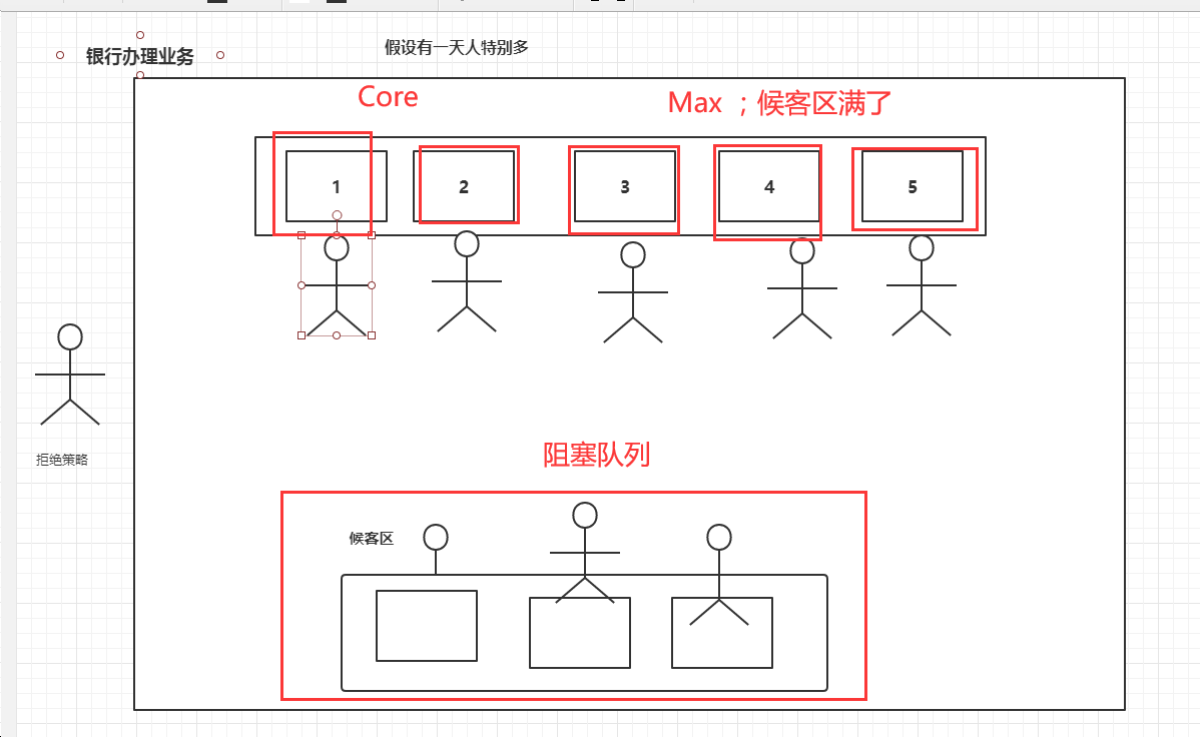 假设有一天人特别多
银行办理业务
Core
Max ；候客区满了
1
2
3
4
5
拒绝策略
阻塞队列
候客区